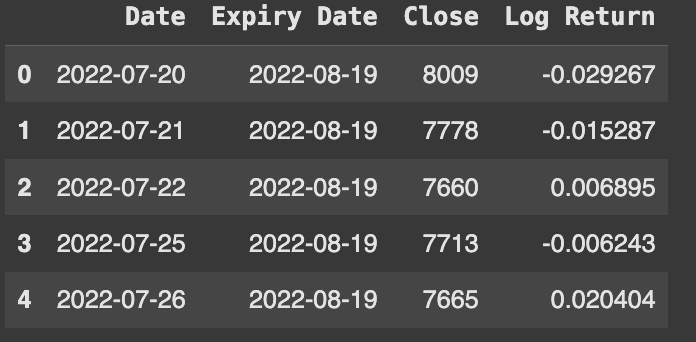 Date Expiry Date Close Log Return
0 2022-07-20 2022-08-19 8009 -0.029267
1 2022-07-21 2022-08-19 7778 -0.015287
2 2022-07-22 2022-08-19 7660 0.006895
3 2022-07-25 2022-08-19 7713 -0.006243
4 2022-07-26 2022-08-19 7665 0.020404